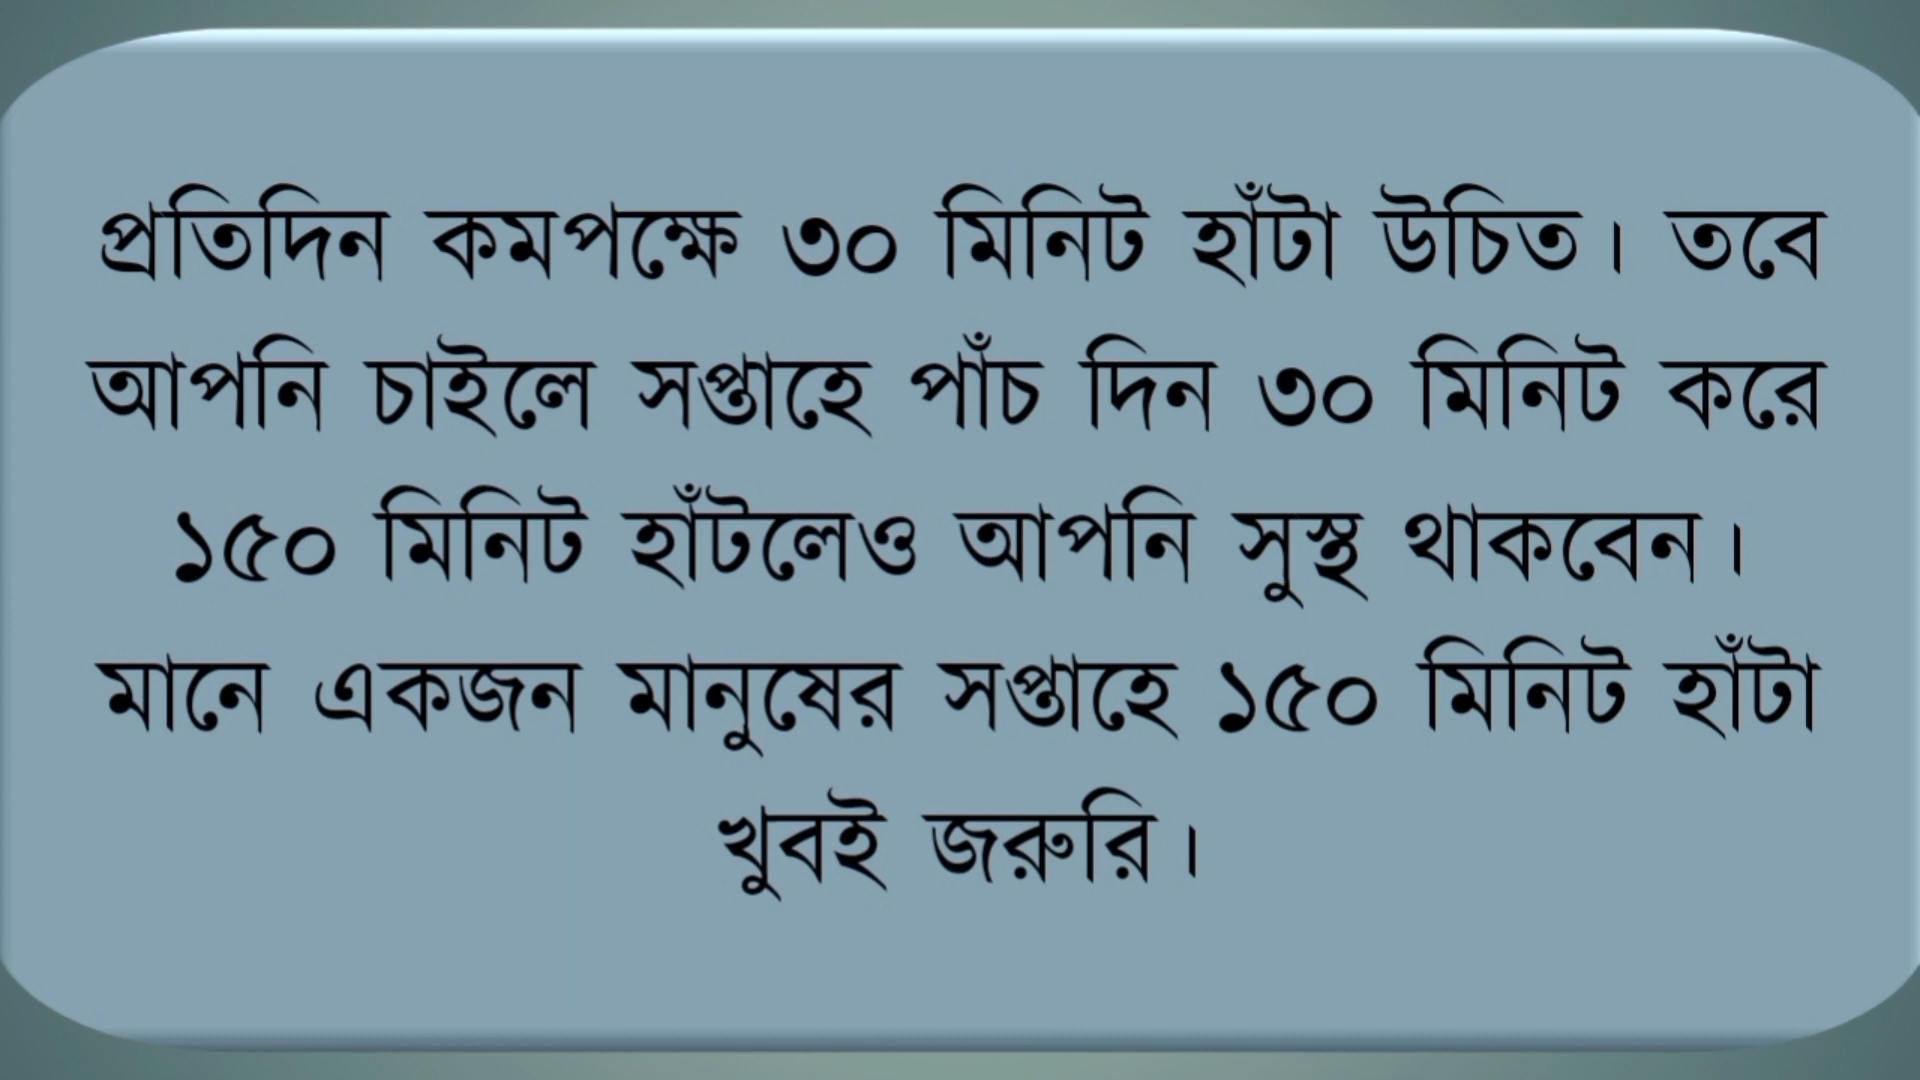 প্রতিদিন কমপক্ষে ৩০ মিনিট হাঁটা উচিত। তবে
আপনি চাইলে সপ্তাহে পাঁচ দিন ৩০ মিনিট করে
১৫০ মিনিট হাঁটলেও আপনি সুস্থ থাকবেন।
মানে একজন মানুষের সপ্তাহে ১৫০ মিনিট হাঁটা
খুবই জরুরি।